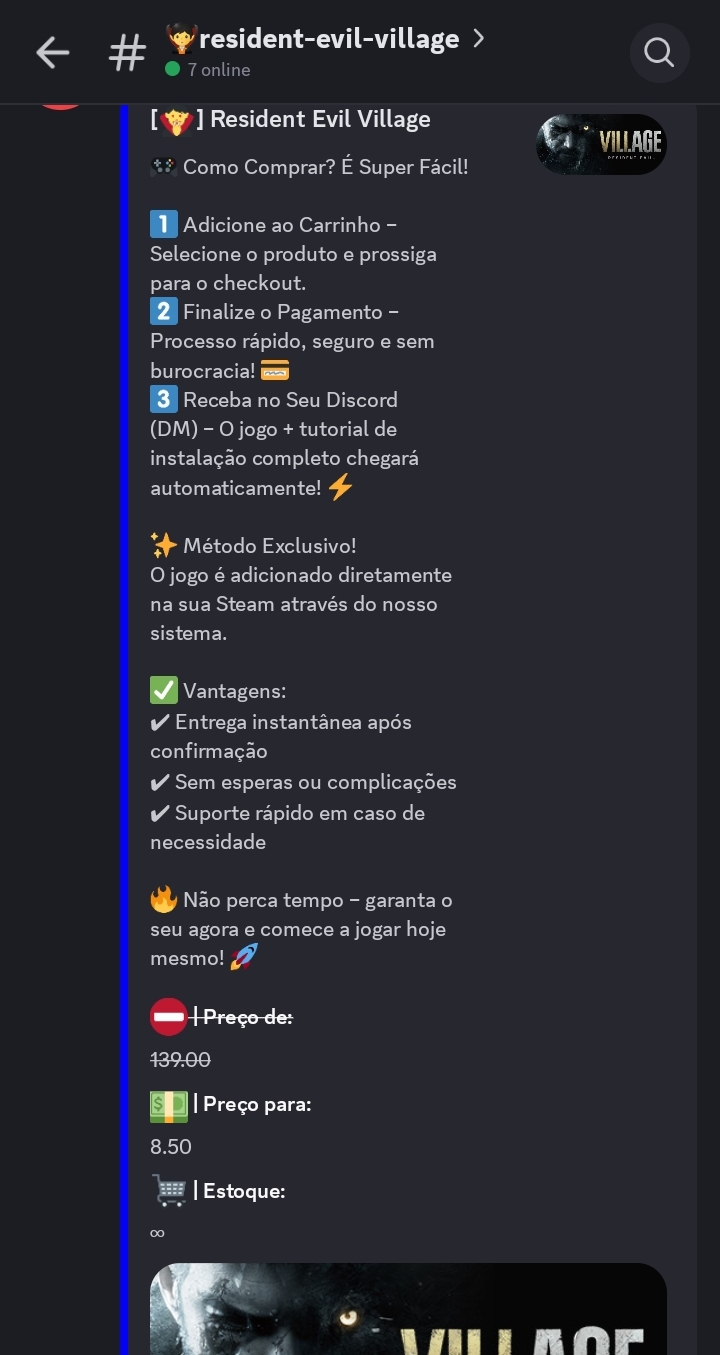 resident-evil-village
7 online
[ ] Resident Evil Village
VILLAGE
RESIDENT EVIL
🎮 Como Comprar? É Super Fácil!
1️⃣ Adicione ao Carrinho –
Selecione o produto e prossiga
para o checkout.
2️⃣ Finalize o Pagamento –
Processo rápido, seguro e sem
burocracia! 💳
3️⃣ Receba no Seu Discord
(DM) – O jogo + tutorial de
instalação completo chegará
automaticamente! ⚡
✨ Método Exclusivo!
O jogo é adicionado diretamente
na sua Steam através do nosso
sistema.
✅ Vantagens:
✔ Entrega instantânea após
confirmação
✔ Sem esperas ou complicações
✔ Suporte rápido em caso de
necessidade
🔥 Não perca tempo – garanta o
seu agora e comece a jogar hoje
mesmo! 🚀
⛔ | Preço de:
139.00
💵 | Preço para:
8.50
🛒 | Estoque:
∞
VILLAGE